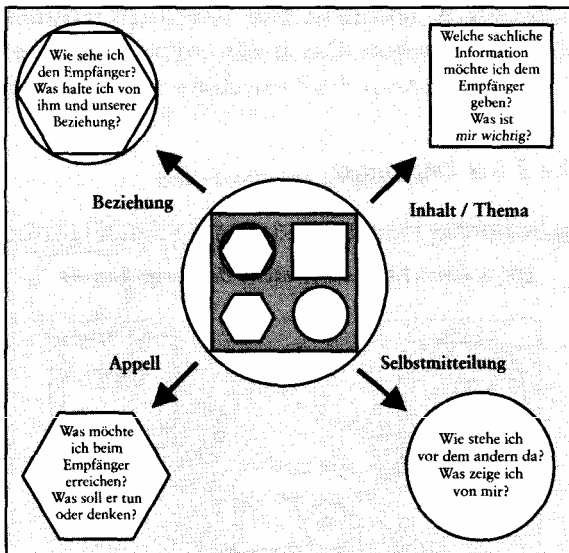 Wie sehe ich
den Empfänger?
Was halte ich von
ihm und unserer
Beziehung?
Welche sachliche
Information
möchte ich dem
Empfänger
geben?
Was ist
mir wichtig?
Beziehung
Inhalt / Thema
Appell
Selbstmitteilung
Was möchte
ich beim
Empfänger
erreichen?
Was soll er tun
oder denken?
Wie stehe ich
vor dem andern da?
Was zeige ich
von mir?